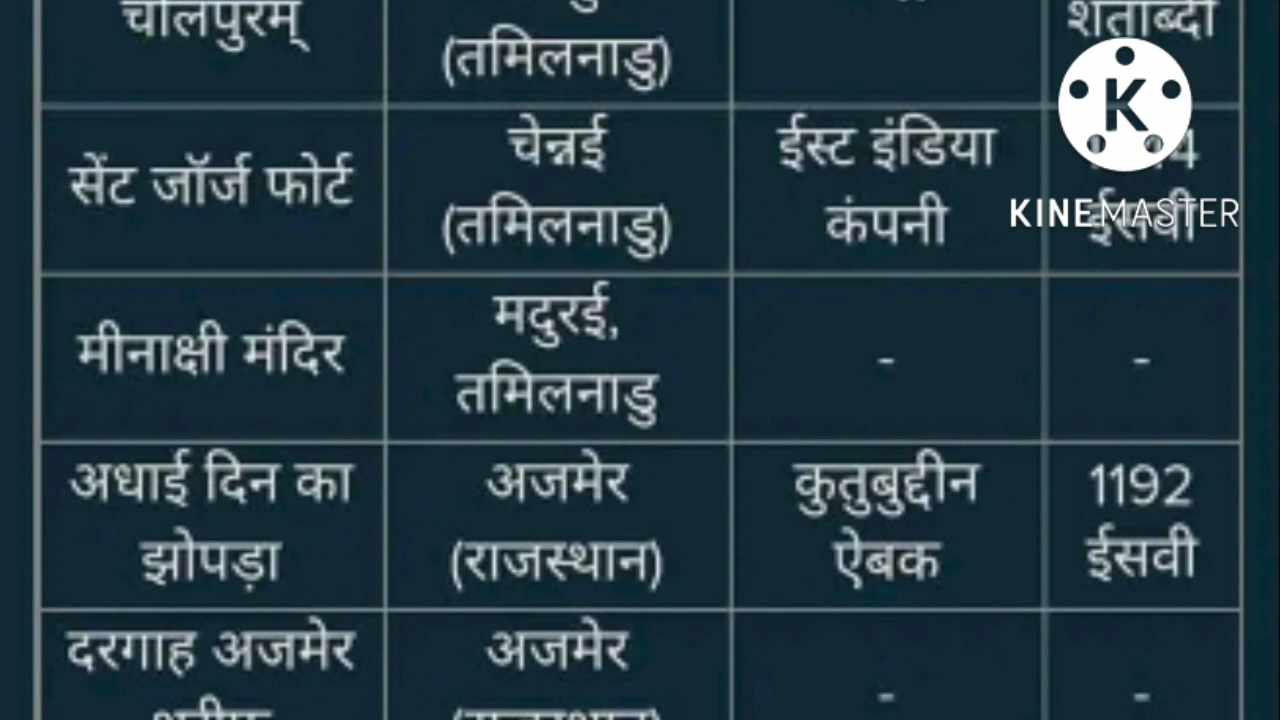 चोलपुरम्
(तमिलनाडु)
शताब्दी
सेंट जॉर्ज फोर्ट
चेन्नई
(तमिलनाडु)
ईस्ट इंडिया
कंपनी
ईसवी
K
KINEMASTER
मीनाक्षी मंदिर
मदुरई,
तमिलनाडु
-
-
अधाई दिन का
झोपड़ा
अजमेर
(राजस्थान)
कुतुबुद्दीन
ऐबक
1192
ईसवी
दरगाह अजमेर
अजमेर
-
-